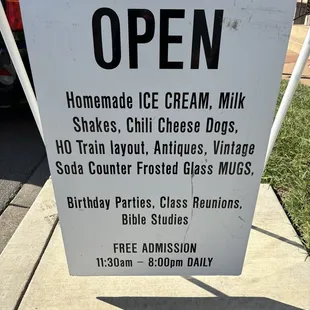 OPEN
Homemade ICE CREAM, Milk
Shakes, Chili Cheese Dogs,
HO Train layout, Antiques, Vintage
Soda Counter Frosted Glass MUGS,
Birthday Parties, Class Reunions,
Bible Studies
FREE ADMISSION
11:30am – 8:00pm DAILY